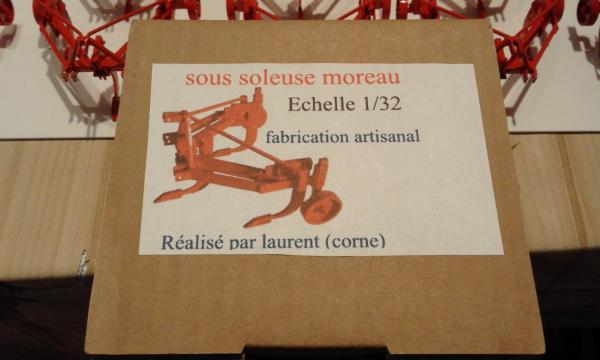 sous soleuse moreau
Echelle 1/32
fabrication artisanal
Réalisé par laurent (corne)